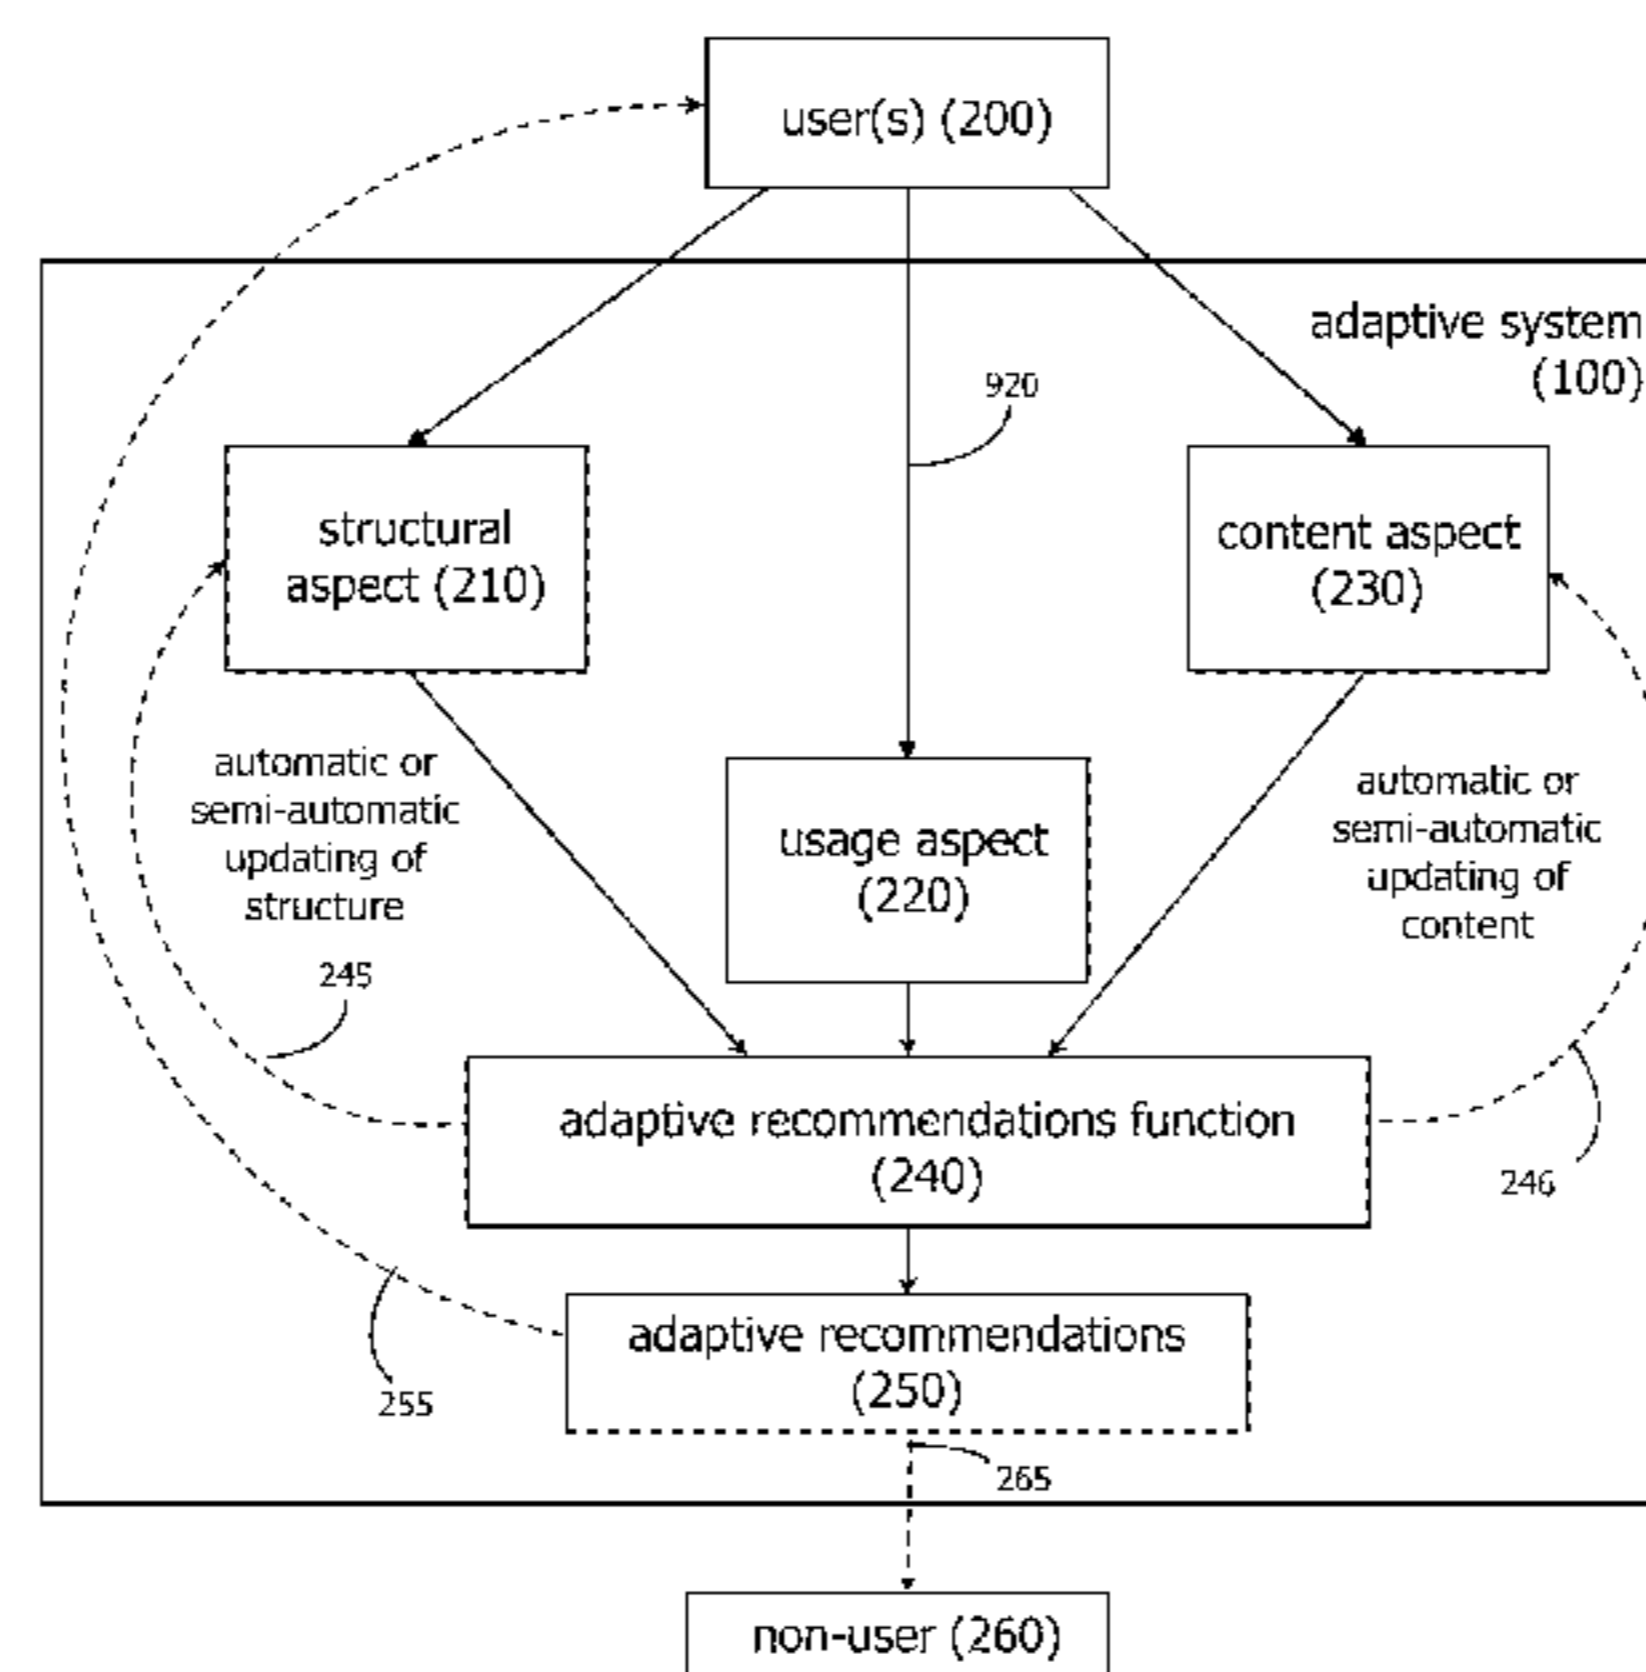 user(s) (200)
adaptive system
(100)
920
structural
aspect (210)
content aspect
(230)
automatic or
semi-automatic
updating of
structure
automatic or
semi-automatic
updating of
content
usage aspect
(220)
245
adaptive recommendations function
(240)
246
adaptive recommendations
(250)
255
265
non-user (260)